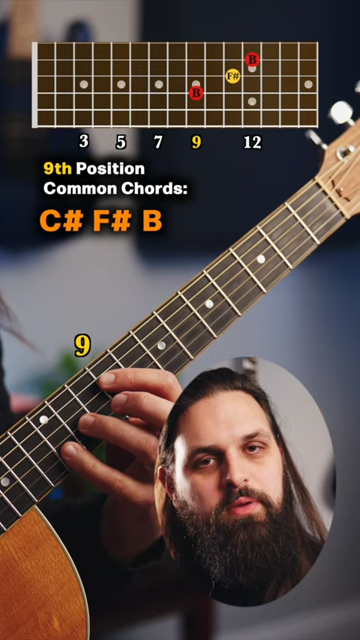 B
F#
B
3 5 7 9 12
9th Position
Common Chords:
C# F# B
9